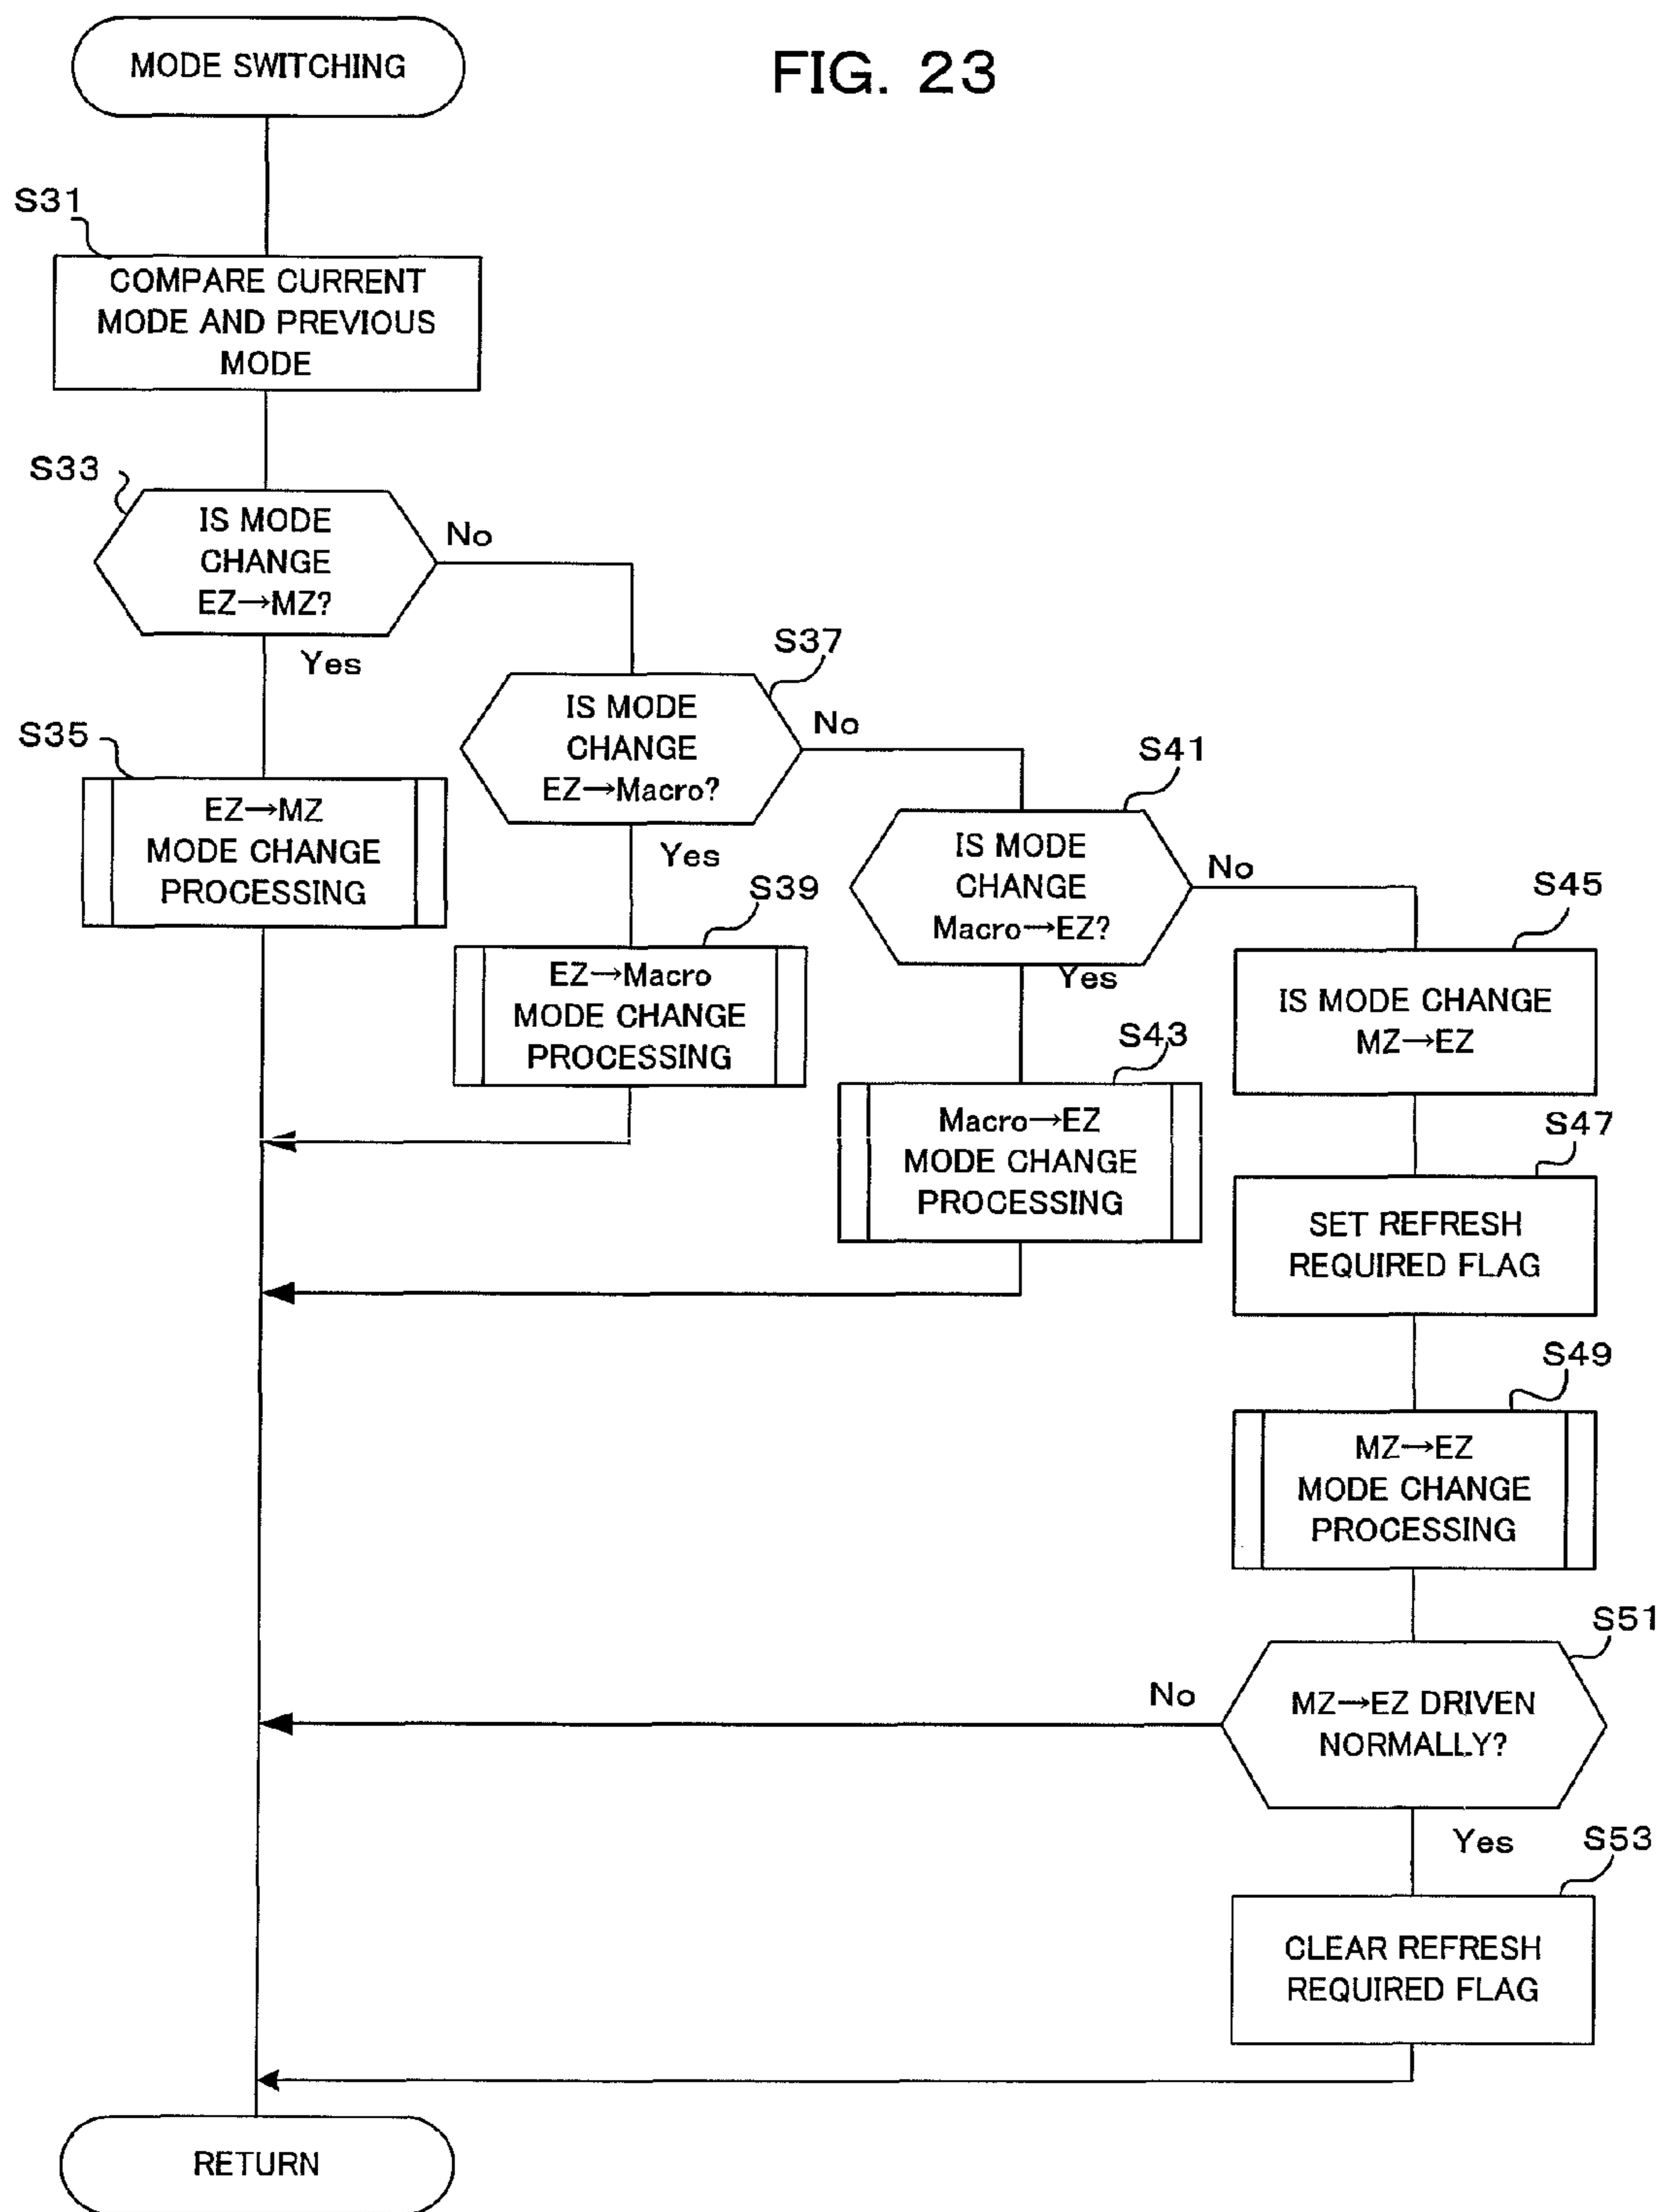 MODE SWITCHING
FIG. 23
S31
COMPARE CURRENT
MODE AND PREVIOUS
MODE
S33
IS MODE
CHANGE
EZ→MZ?
No
Yes
S35
EZ→MZ
MODE CHANGE
PROCESSING
S37
IS MODE
CHANGE
EZ→Macro?
No
Yes
S39
EZ→Macro
MODE CHANGE
PROCESSING
S41
IS MODE
CHANGE
Macro→EZ?
No
Yes
S43
Macro→EZ
MODE CHANGE
PROCESSING
S45
IS MODE CHANGE
MZ→EZ
S47
SET REFRESH
REQUIRED FLAG
S49
MZ→EZ
MODE CHANGE
PROCESSING
S51
MZ→EZ DRIVEN
NORMALLY?
No
Yes
S53
CLEAR REFRESH
REQUIRED FLAG
RETURN